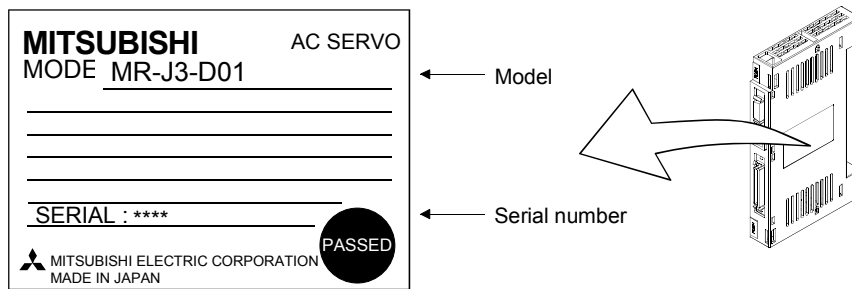 MITSUBISHI AC SERVO
MODE MR-J3-D01
Model
SERIAL : ****
Serial number
PASSED
MITSUBISHI ELECTRIC CORPORATION
MADE IN JAPAN